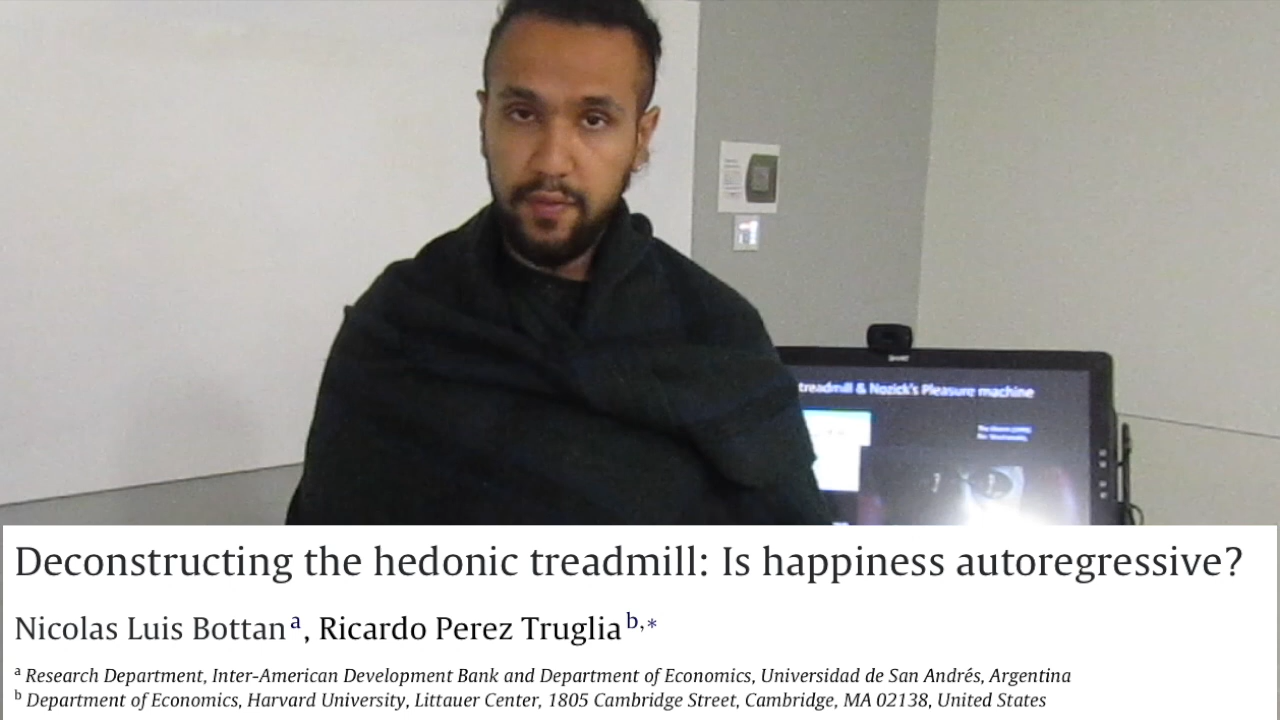 treadmill & Nozick's Pleasure machine
SMART
Deconstructing the hedonic treadmill: Is happiness autoregressive?
Nicolas Luis Bottan a, Ricardo Perez Truglia b,*
a Research Department, Inter-American Development Bank and Department of Economics, Universidad de San Andrés, Argentina
b Department of Economics, Harvard University, Littauer Center, 1805 Cambridge Street, Cambridge, MA 02138, United States